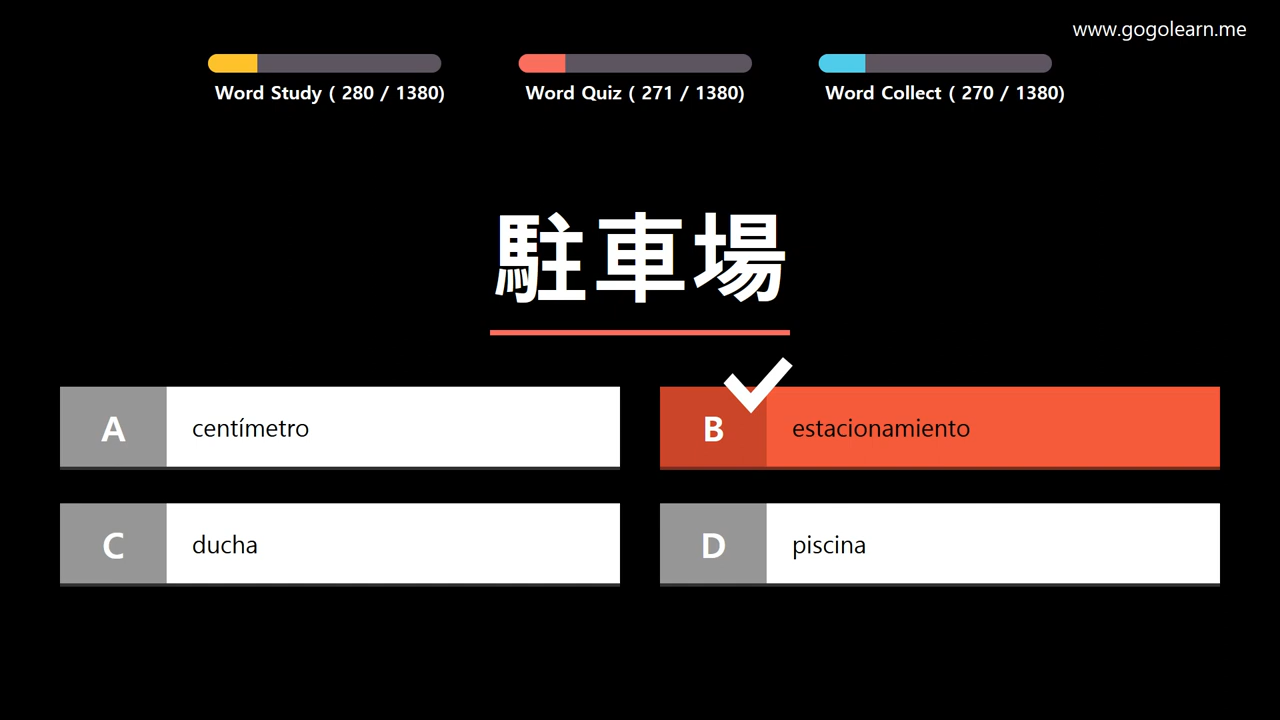 www.gogolearn.me
Word Study ( 280 / 1380)
Word Quiz ( 271 / 1380)
Word Collect ( 270 / 1380)
駐車場
A centímetro
B estacionamiento
C ducha
D piscina